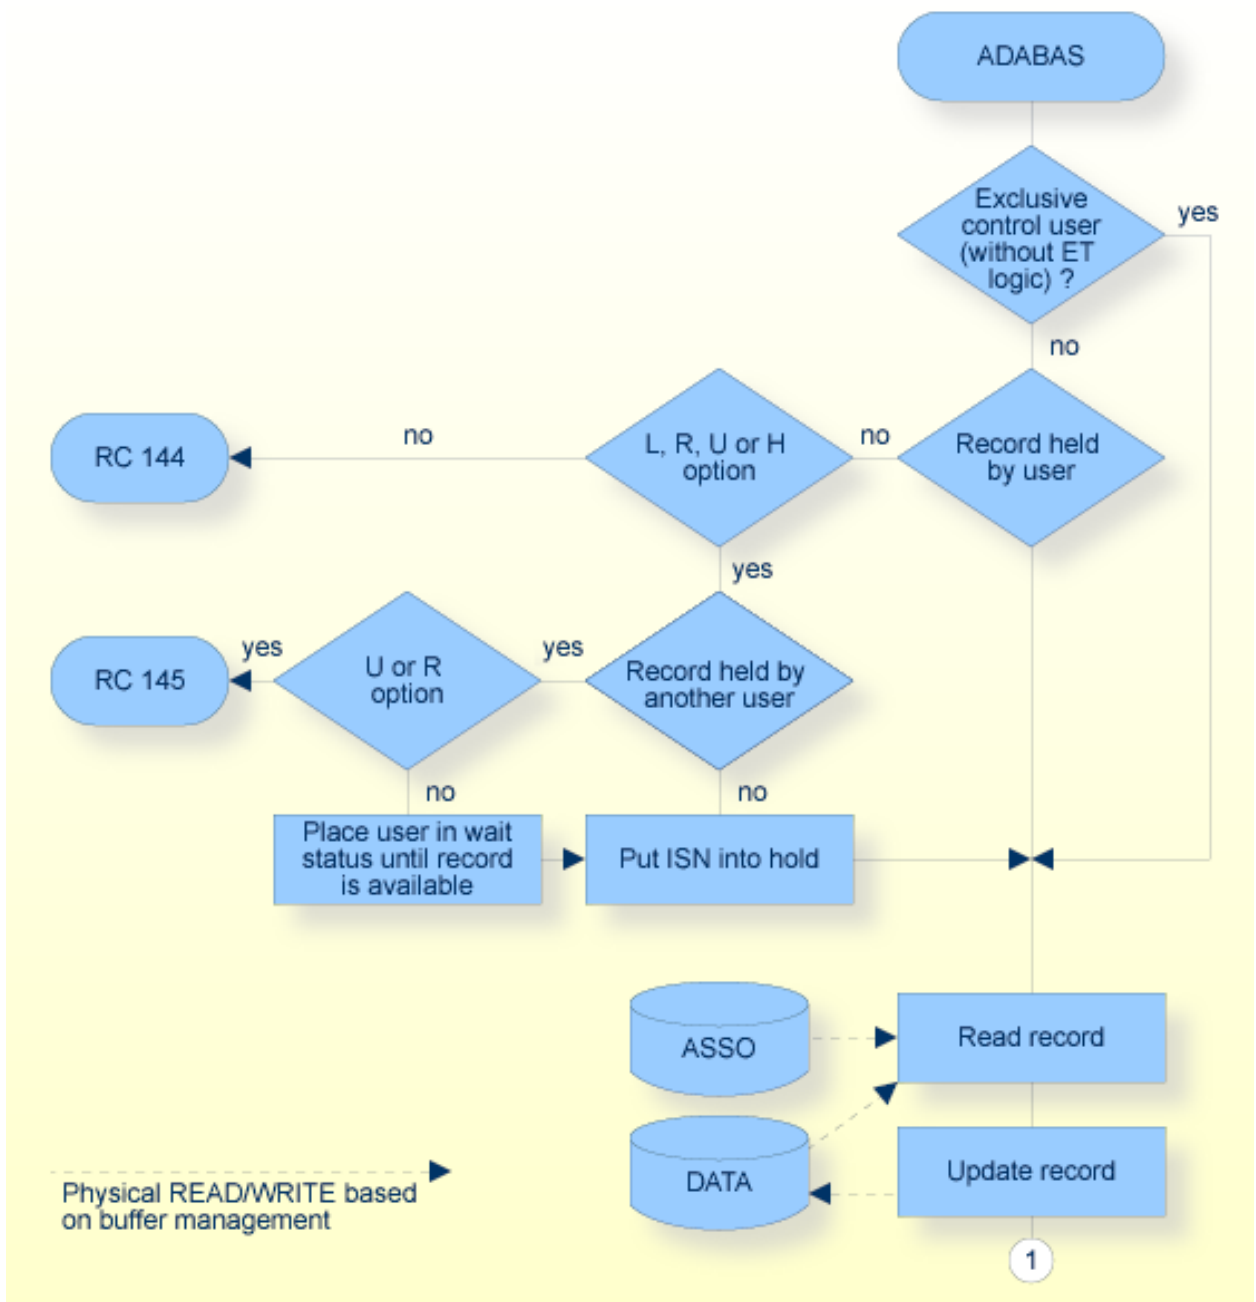 ADABAS
Exclusive
control user
(without ET
logic) ?
yes
no
RC 144
no
L, R, U or H
option
no
Record held
by user
yes
RC 145
yes
U or R
option
yes
Record held by
another user
no
no
Place user in wait
status until record
is available
Put ISN into hold
ASSO
Read record
DATA
Update record
Physical READ/WRITE based
on buffer management
1